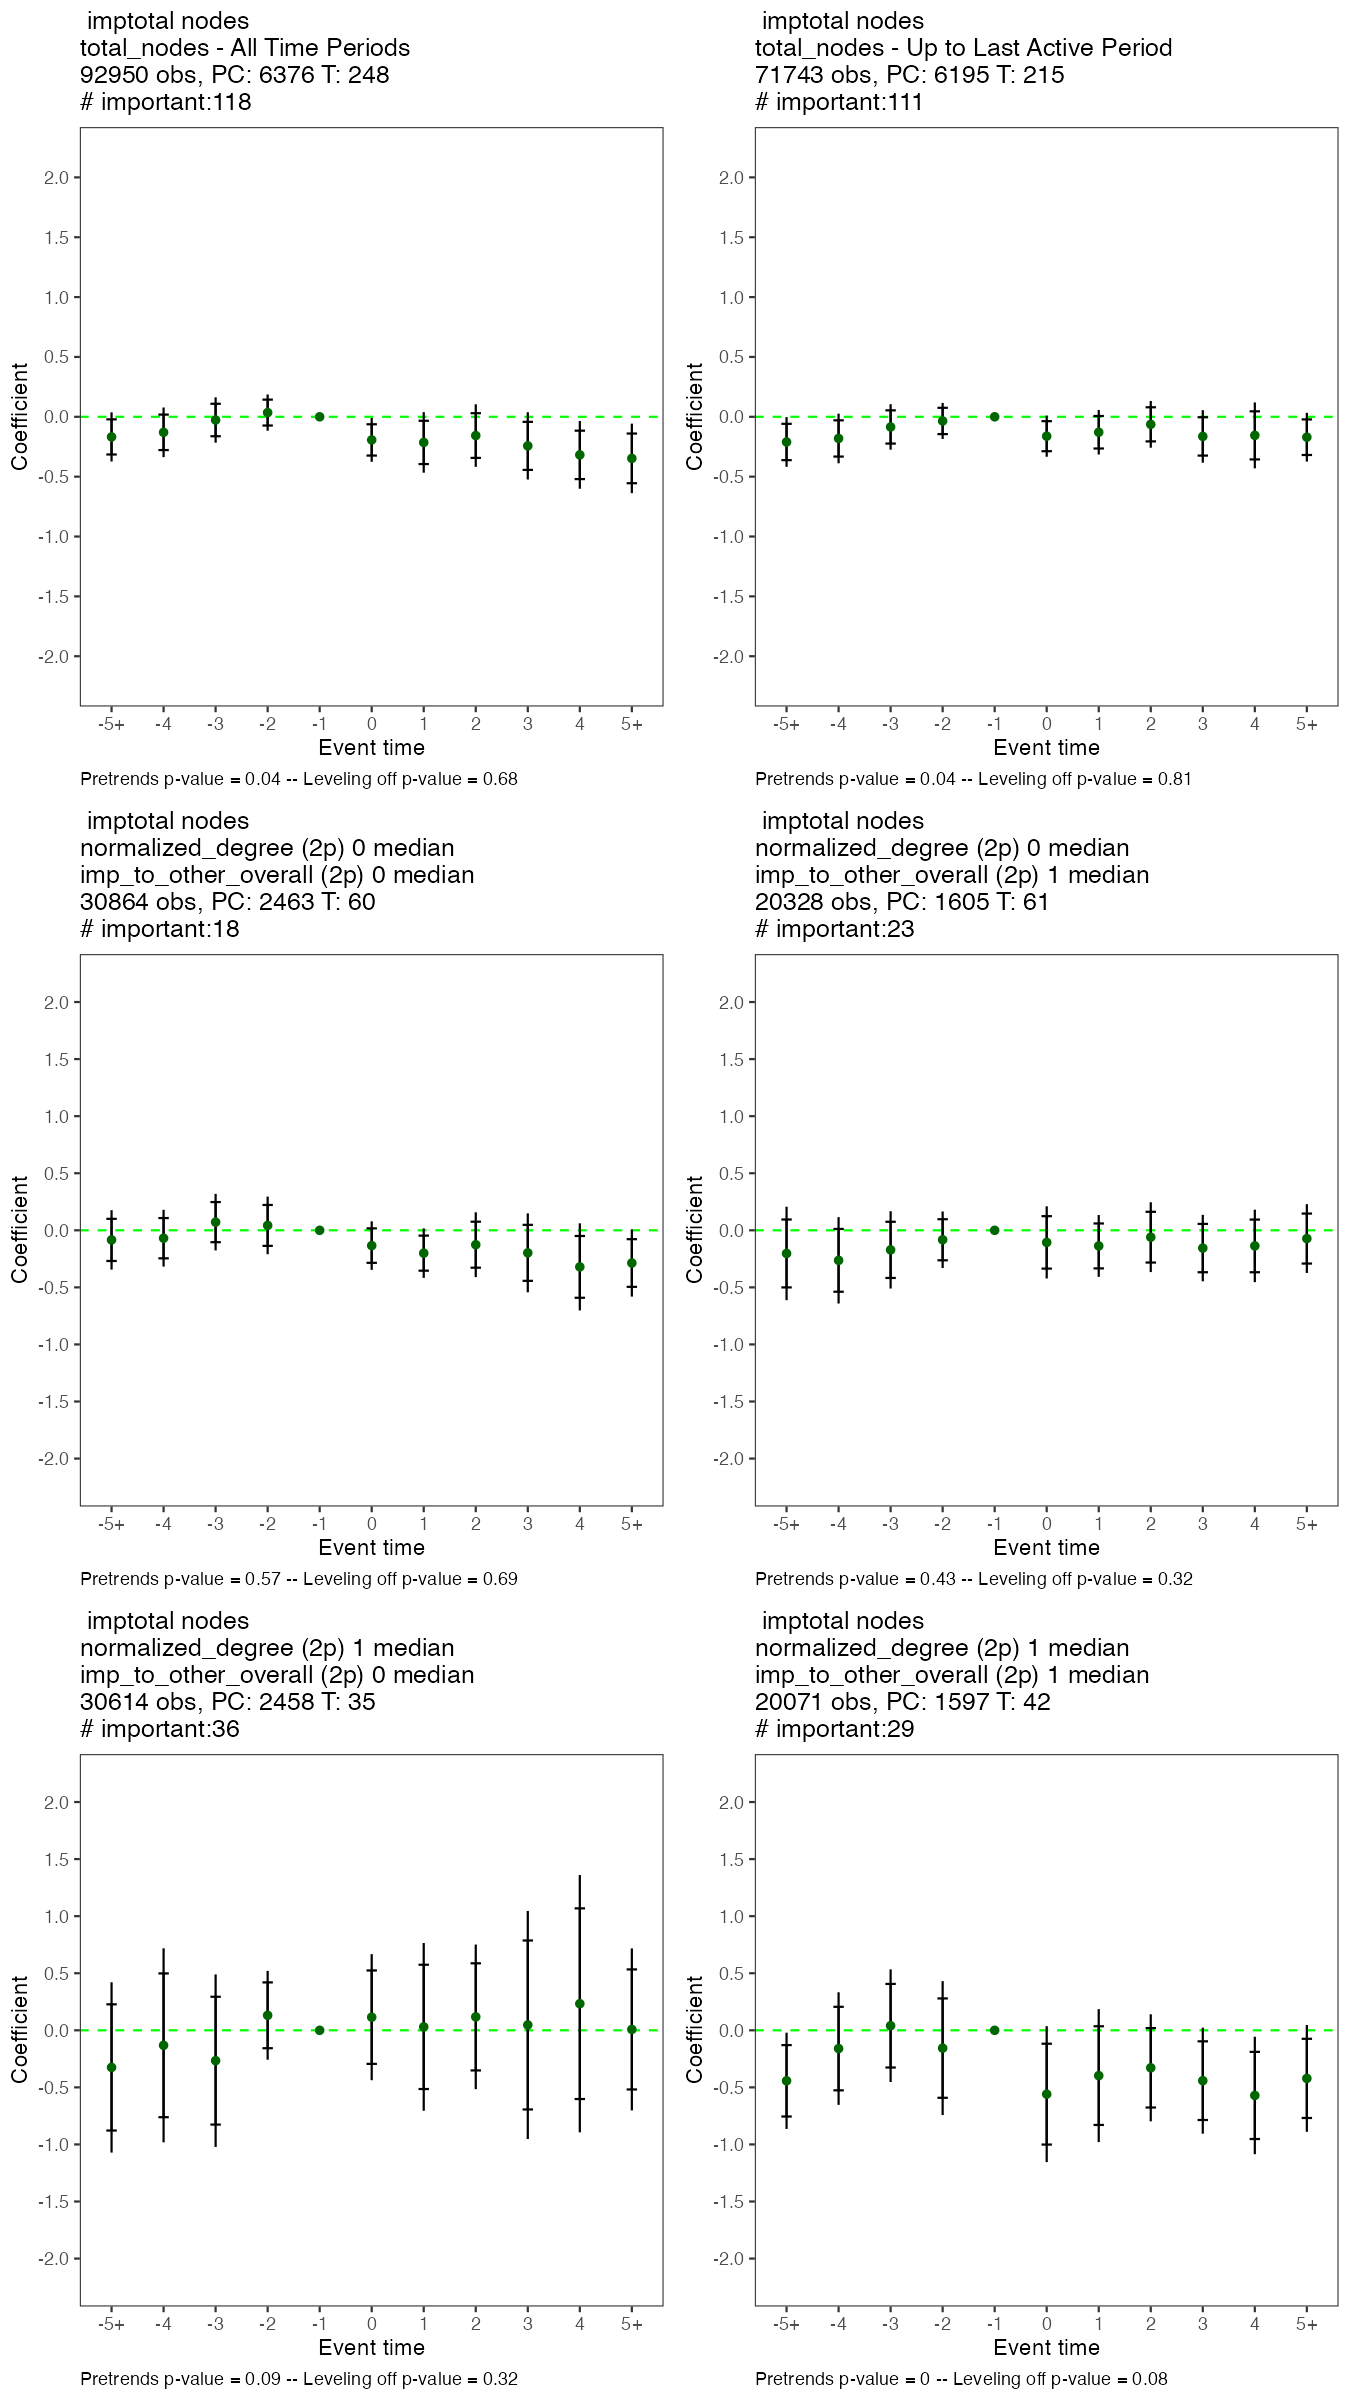 imptotal nodes
total_nodes - All Time Periods
92950 obs, PC: 6376 T: 248
# important:118
2.0
1.5
1.0
0.5
0.0
-0.5
-1.0
-1.5
-2.0
Coefficient
-5+ -4 -3 -2 -1 0 1 2 3 4 5+
Event time
Pretrends p-value = 0.04 -- Leveling off p-value = 0.68
imptotal nodes
total_nodes - Up to Last Active Period
71743 obs, PC: 6195 T: 215
# important:111
2.0
1.5
1.0
0.5
0.0
-0.5
-1.0
-1.5
-2.0
Coefficient
-5+ -4 -3 -2 -1 0 1 2 3 4 5+
Event time
Pretrends p-value = 0.04 -- Leveling off p-value = 0.81
imptotal nodes
normalized_degree (2p) 0 median
imp_to_other_overall (2p) 0 median
30864 obs, PC: 2463 T: 60
# important:18
2.0
1.5
1.0
0.5
0.0
-0.5
-1.0
-1.5
-2.0
Coefficient
-5+ -4 -3 -2 -1 0 1 2 3 4 5+
Event time
Pretrends p-value = 0.57 -- Leveling off p-value = 0.69
imptotal nodes
normalized_degree (2p) 0 median
imp_to_other_overall (2p) 1 median
20328 obs, PC: 1605 T: 61
# important:23
2.0
1.5
1.0
0.5
0.0
-0.5
-1.0
-1.5
-2.0
Coefficient
-5+ -4 -3 -2 -1 0 1 2 3 4 5+
Event time
Pretrends p-value = 0.43 -- Leveling off p-value = 0.32
imptotal nodes
normalized_degree (2p) 1 median
imp_to_other_overall (2p) 0 median
30614 obs, PC: 2458 T: 35
# important:36
2.0
1.5
1.0
0.5
0.0
-0.5
-1.0
-1.5
-2.0
Coefficient
-5+ -4 -3 -2 -1 0 1 2 3 4 5+
Event time
Pretrends p-value = 0.09 -- Leveling off p-value = 0.32
imptotal nodes
normalized_degree (2p) 1 median
imp_to_other_overall (2p) 1 median
20071 obs, PC: 1597 T: 42
# important:29
2.0
1.5
1.0
0.5
0.0
-0.5
-1.0
-1.5
-2.0
Coefficient
-5+ -4 -3 -2 -1 0 1 2 3 4 5+
Event time
Pretrends p-value = 0 -- Leveling off p-value = 0.08